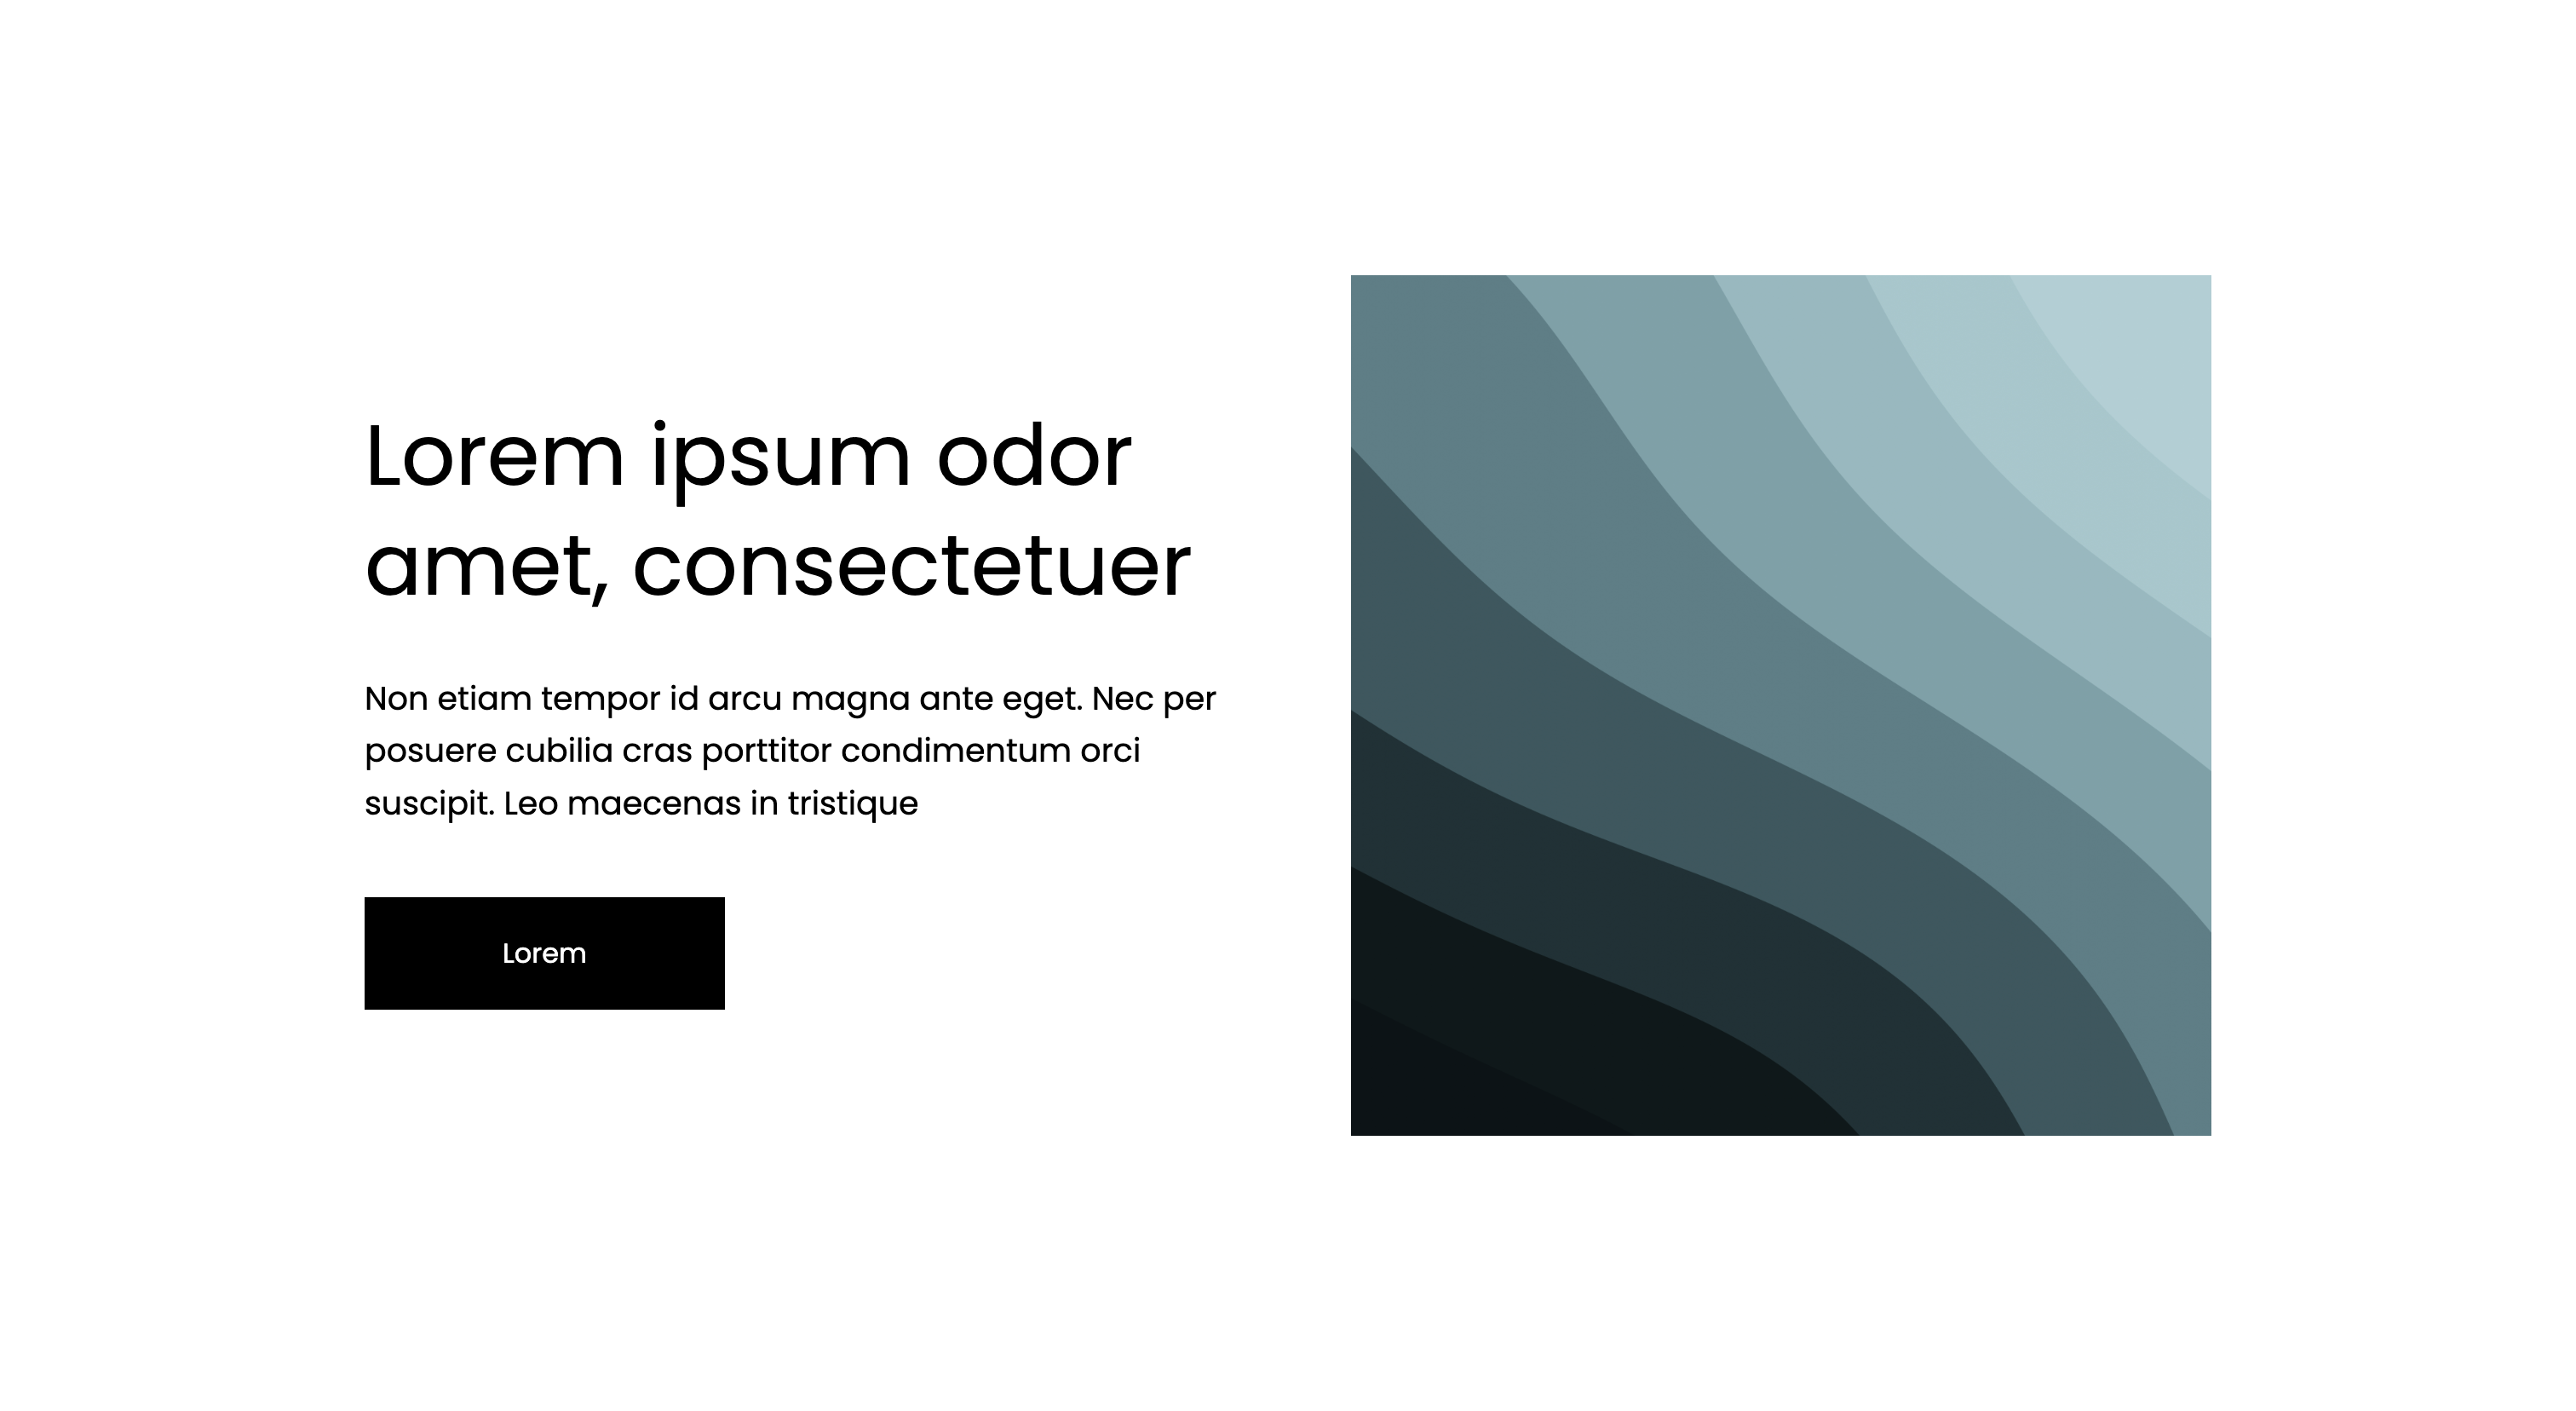 Lorem ipsum odor
amet, consectetuer
Non etiam tempor id arcu magna ante eget. Nec per
posuere cubilia cras porttitor condimentum orci
suscipit. Leo maecenas in tristique
Lorem